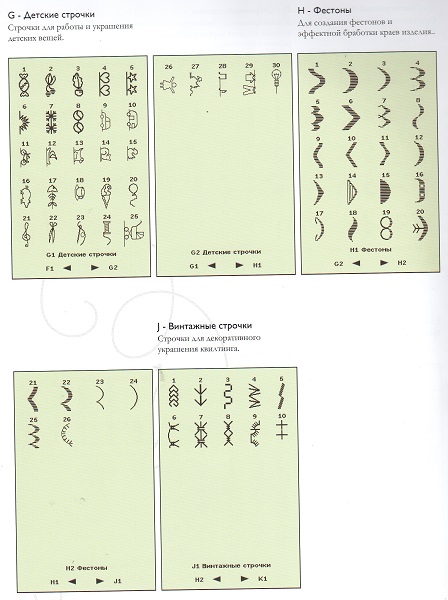 G - Детские строчки
Строчки для работы и украшения
детских вешей.
H - Фестоны
Для создания фестонов и
эффектной бработки краев изделия..
1 2 3 4 5
6 7 8 9 10
11 12 13 14 15
16 17 18 19 20
21 22 23 24 25
G1 Детские строчки
F1 G2
26 27 28 29 30
G2 Детские строчки
G1 H1
1 2 3 4
5 6 7 8
9 10 11 12
13 14 15 16
17 18 19 20
H1 Фестоны
G2 H2
J - Винтажные строчки
Строчки для декоративного
украшения квилтинга.
21 22 23 24
25 26
H2 Фестоны
H1 J1
1 2 3 4 5
6 7 8 9 10
J1 Винтажные строчки
H2 K1